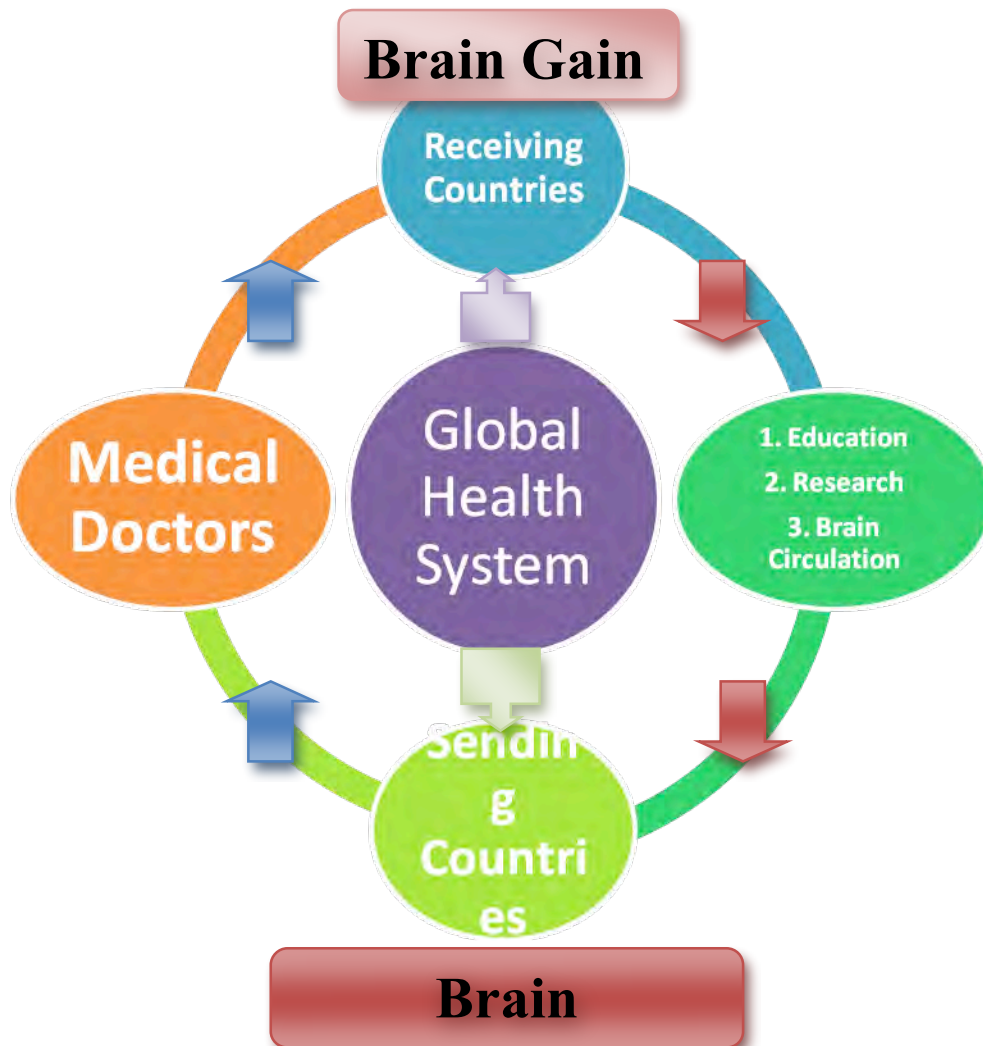 Brain Gain
Receiving
Countries
Medical
Doctors
Global
Health
System
1. Education
2. Research
3. Brain
Circulation
Sendin
g
Countri
es
Brain